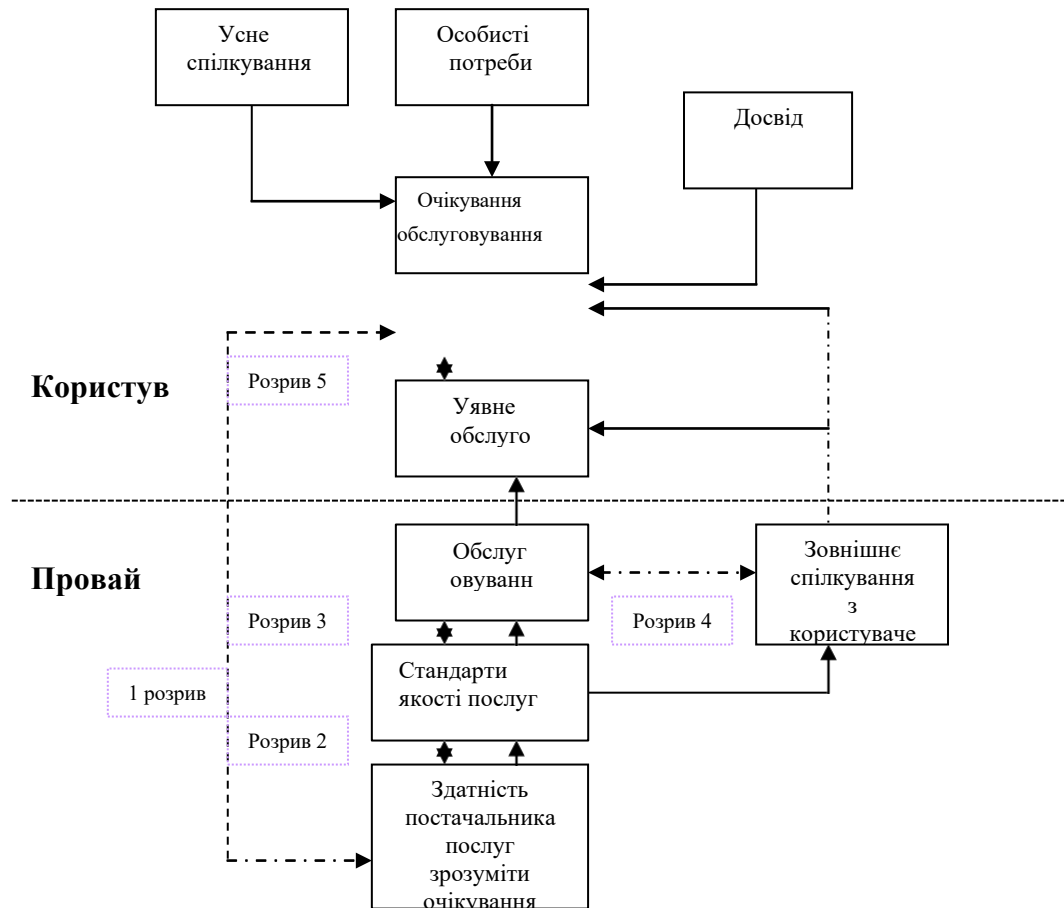 Усне
спілкування
Особисті
потреби
Досвід
Очікування
обслуговування
Користув
Розрив 5
Уявне
обслуго
Провай
Обслуг
овуванн
Зовнішнє
спілкування
з
користуваче
Розрив 3
Розрив 4
Стандарти
якості послуг
1 розрив
Розрив 2
Здатність
постачальника
послуг
зрозуміти
очікування